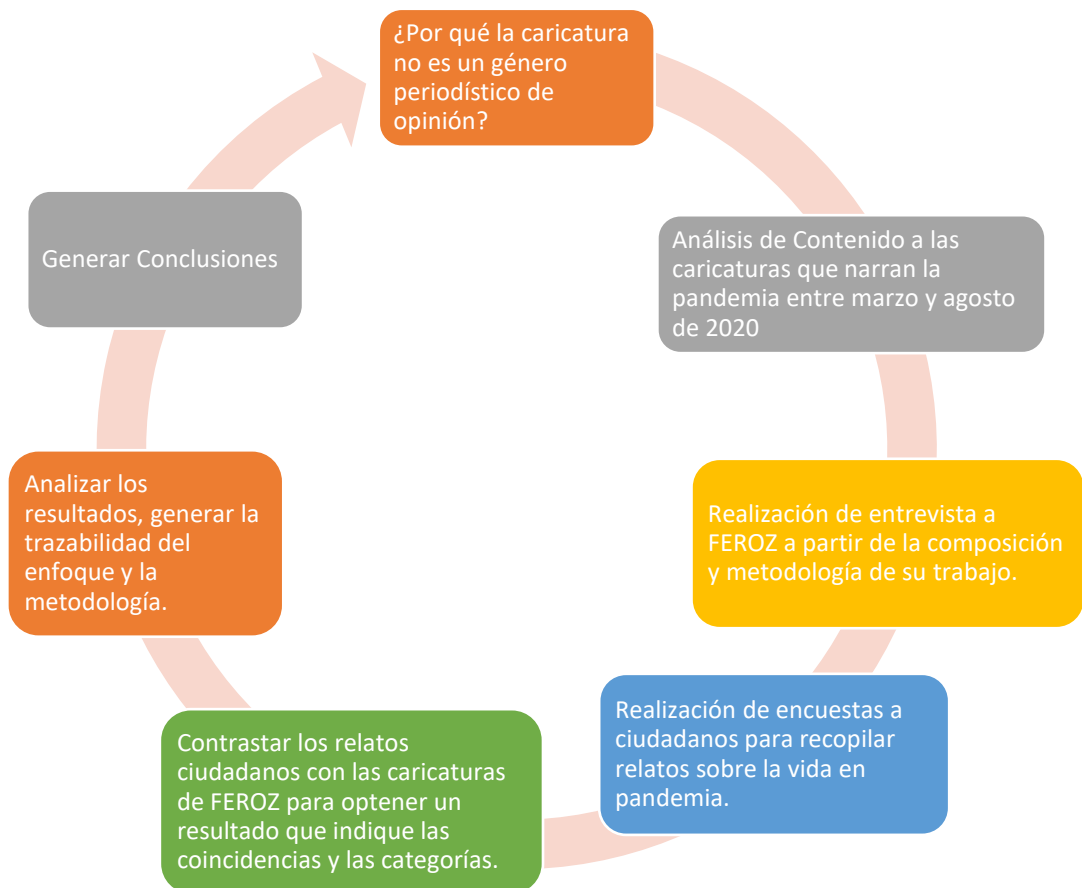 ¿Por qué la caricatura
no es un género
periodístico de
opinión?
Análisis de Contenido a las
caricaturas que narran la
pandemia entre marzo y agosto
de 2020
Realización de entrevista a
FEROZ a partir de la composición
y metodología de su trabajo.
Realización de encuestas a
ciudadanos para recopilar
relatos sobre la vida en
pandemia.
Contrastar los relatos
ciudadanos con las caricaturas
de FEROZ para optener un
resultado que indique las
coincidencias y las categorías.
Analizar los
resultados, generar la
trazabilidad del
enfoque y la
metodología.
Generar Conclusiones